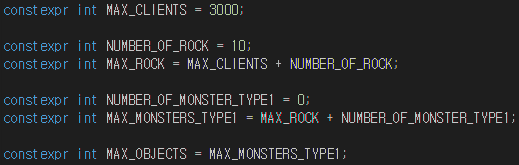 constexpr int MAX_CLIENTS = 3000;
constexpr int NUMBER_OF_ROCK = 10;
constexpr int MAX_ROCK = MAX_CLIENTS + NUMBER_OF_ROCK;
constexpr int NUMBER_OF_MONSTER_TYPE1 = 0;
constexpr int MAX_MONSTERS_TYPE1 = MAX_ROCK + NUMBER_OF_MONSTER_TYPE1;
constexpr int MAX_OBJECTS = MAX_MONSTERS_TYPE1;